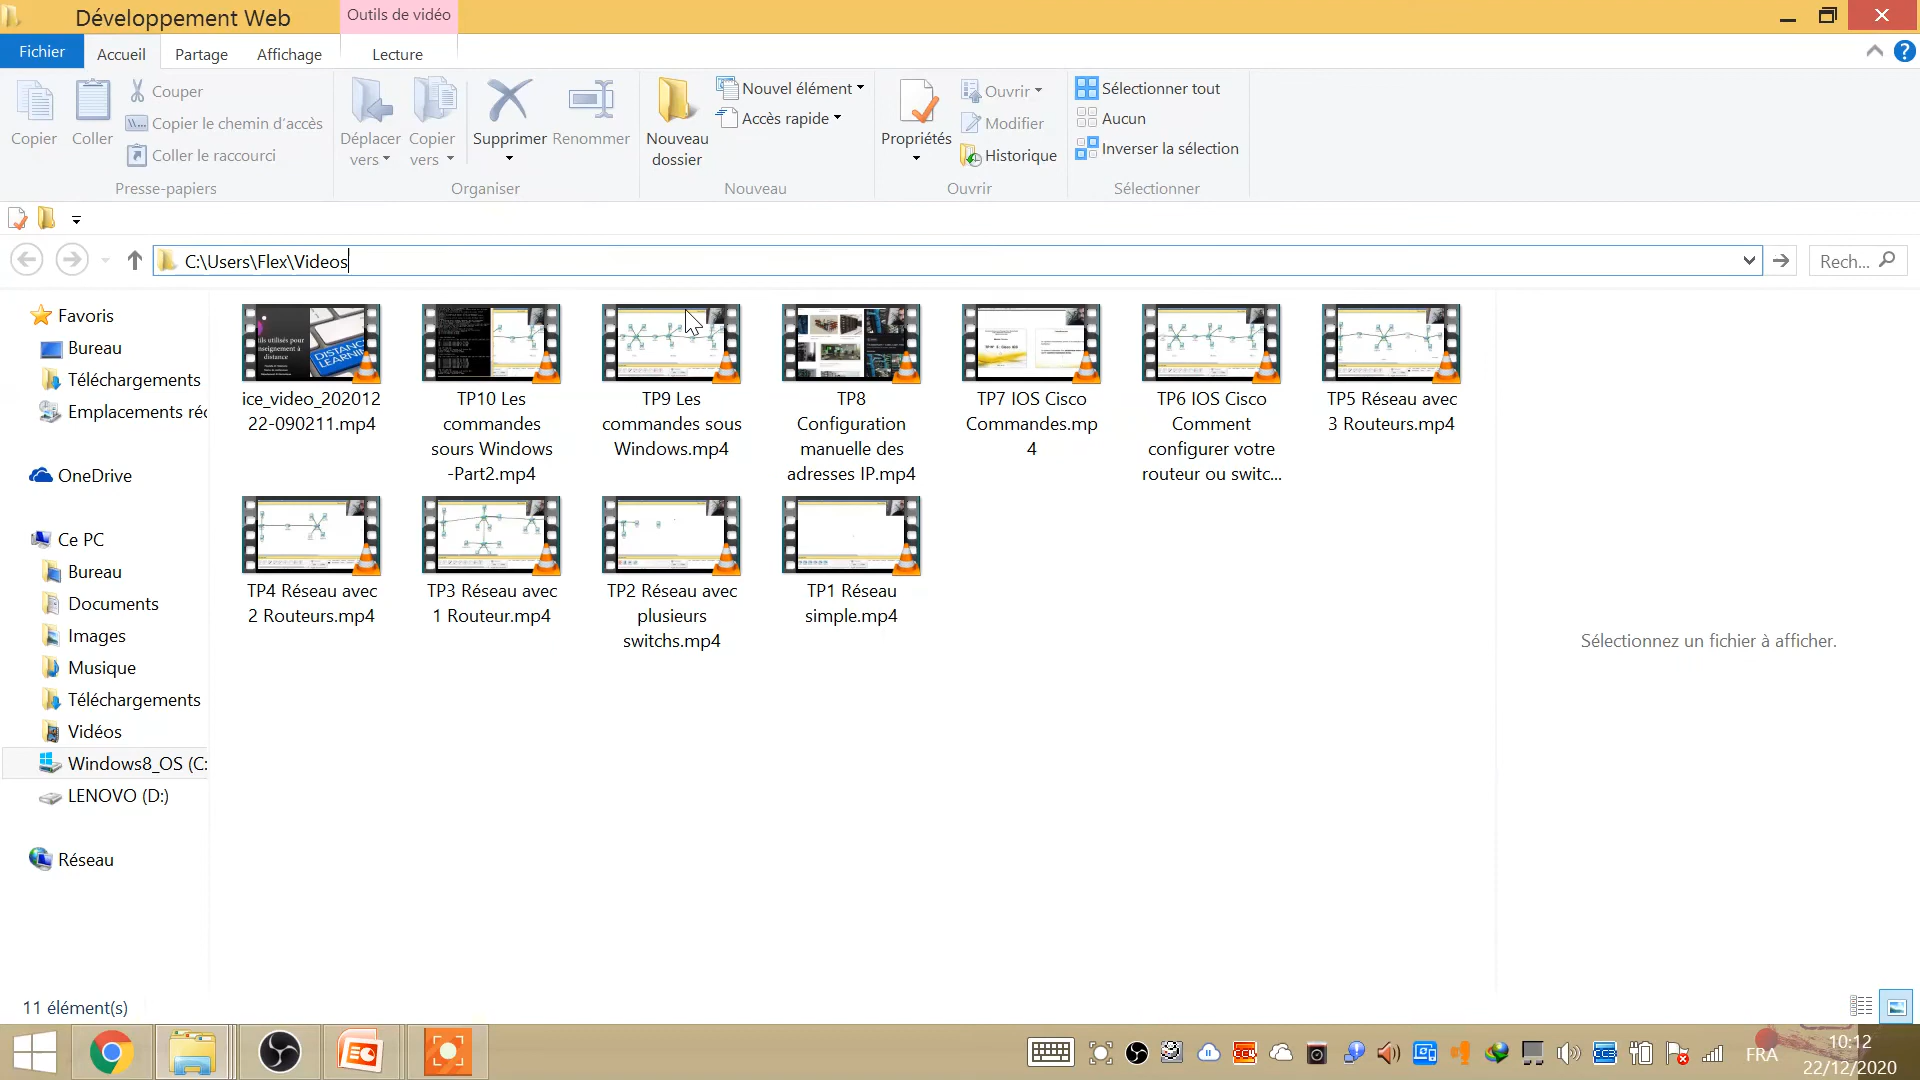 Développement Web
Outils de vidéo
Fichier
Accueil
Partage
Affichage
Lecture
Copier
Coller
Couper
Copier le chemin d'accès
Coller le raccourci
Presse-papiers
Déplacer vers
Copier vers
Supprimer
Renommer
Organiser
Nouveau dossier
Nouvel élément
Accès rapide
Nouveau
Propriétés
Ouvrir
Modifier
Historique
Ouvrir
Sélectionner tout
Aucun
Inverser la sélection
Sélectionner
C:\Users\Flex\Videos
Rech...
Favoris
Bureau
Téléchargements
Emplacements réc
OneDrive
Ce PC
Bureau
Documents
Images
Musique
Téléchargements
Vidéos
Windows8_OS (C:
LENOVO (D:)
Réseau
ice_video_202012
22-090211.mp4
TP10 Les
commandes
sours Windows
-Part2.mp4
TP9 Les
commandes sous
Windows.mp4
TP8
Configuration
manuelle des
adresses IP.mp4
TP7 IOS Cisco
Commandes.mp
4
TP6 IOS Cisco
Comment
configurer votre
routeur ou switc...
TP5 Réseau avec
3 Routeurs.mp4
TP4 Réseau avec
2 Routeurs.mp4
TP3 Réseau avec
1 Routeur.mp4
TP2 Réseau avec
plusieurs
switchs.mp4
TP1 Réseau
simple.mp4
Sélectionnez un fichier à afficher.
11 élément(s)
FRA
10:12
22/12/2020